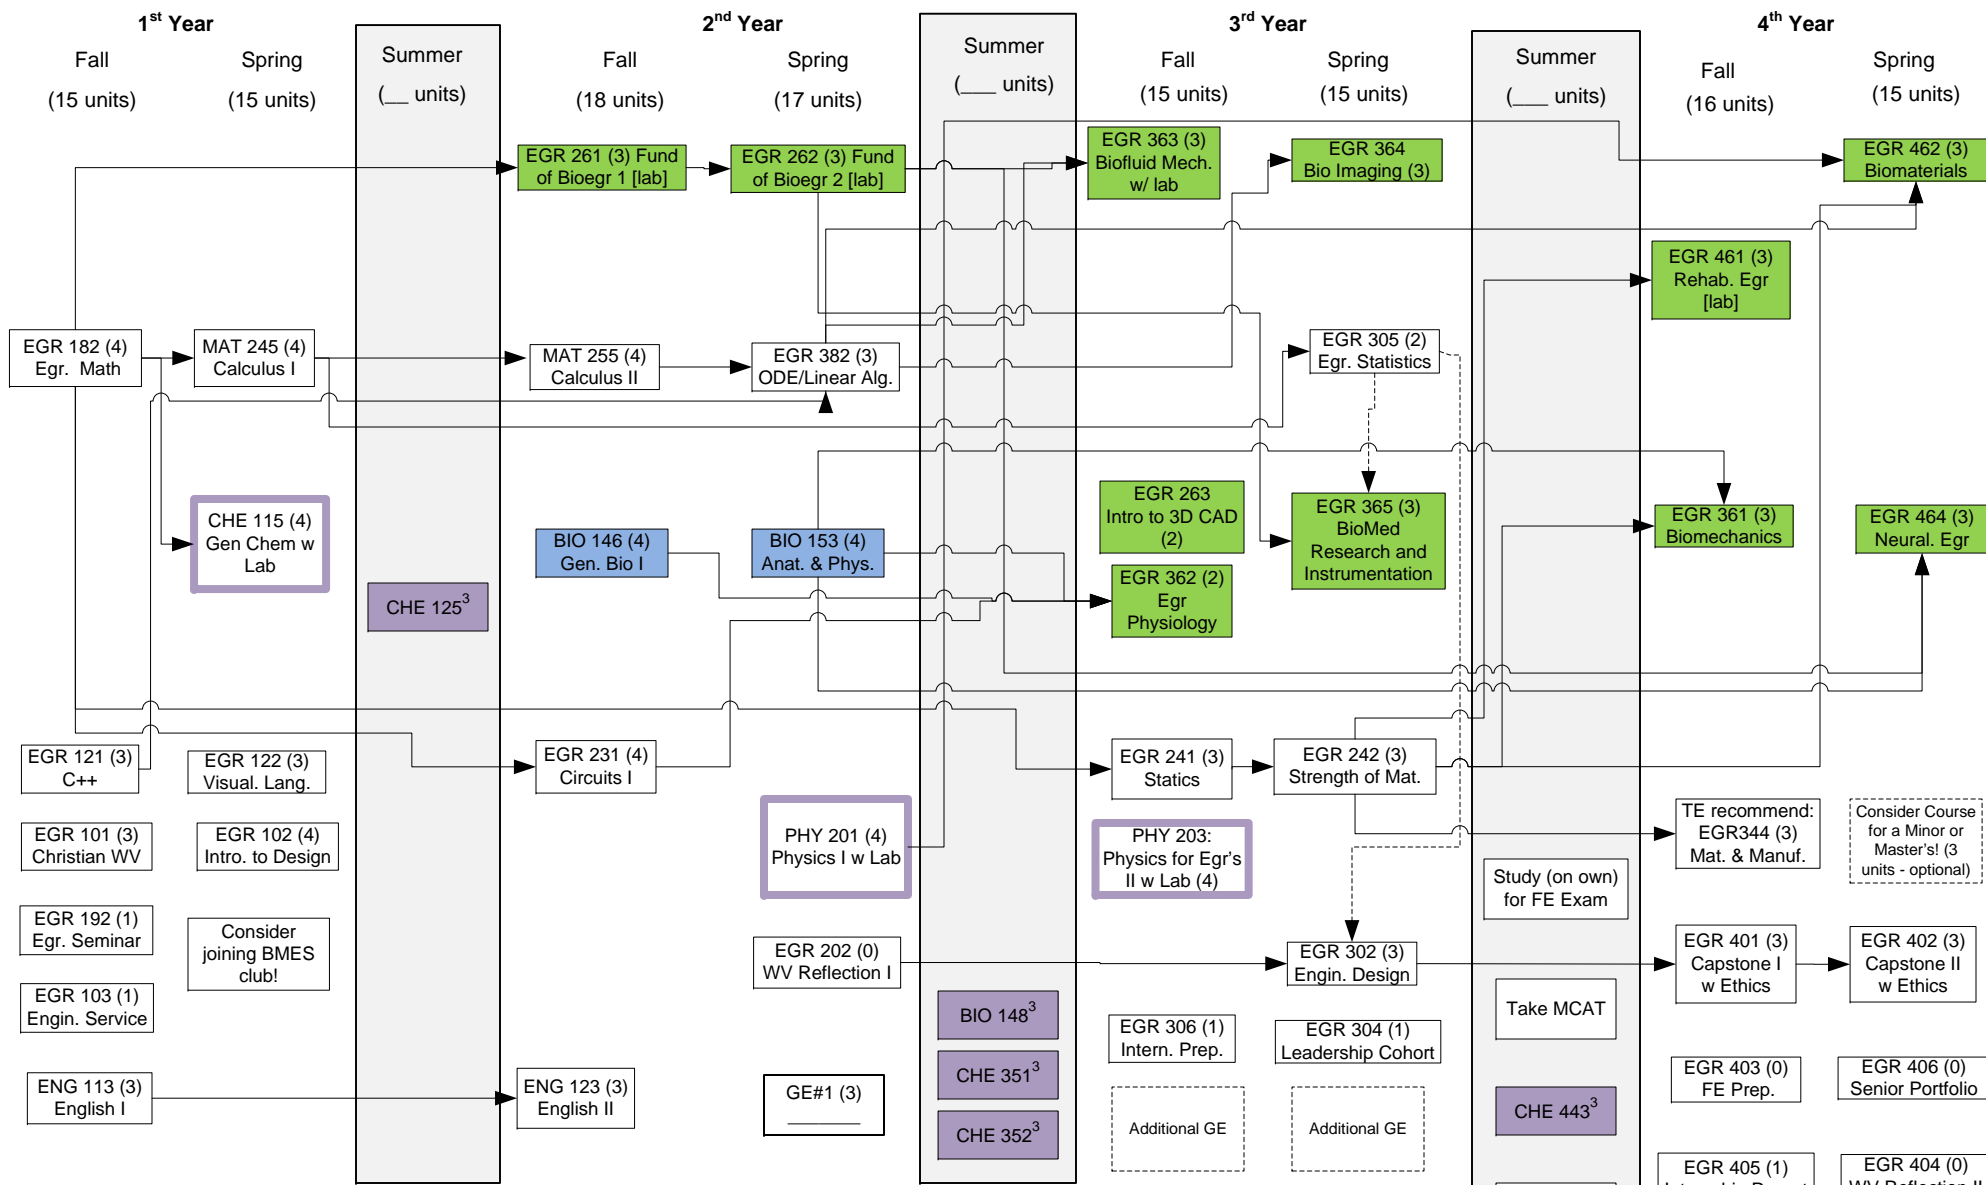 1st Year
2nd Year
3rd Year
4th Year
Fall
(15 units)
Spring
(15 units)
Summer
(__ units)
Fall
(18 units)
Spring
(17 units)
Summer
(___ units)
Fall
(15 units)
Spring
(15 units)
Summer
(___ units)
Fall
(16 units)
Spring
(15 units)
EGR 261 (3) Fund
of Bioegr 1 [lab]
EGR 262 (3) Fund
of Bioegr 2 [lab]
EGR 363 (3)
Biofluid Mech.
w/ lab
EGR 364
Bio Imaging (3)
EGR 462 (3)
Biomaterials
EGR 461 (3)
Rehab. Egr
[lab]
EGR 182 (4)
Egr. Math
MAT 245 (4)
Calculus I
MAT 255 (4)
Calculus II
EGR 382 (3)
ODE/Linear Alg.
EGR 305 (2)
Egr. Statistics
CHE 115 (4)
Gen Chem w
Lab
BIO 146 (4)
Gen. Bio I
BIO 153 (4)
Anat. & Phys.
EGR 263
Intro to 3D CAD
(2)
EGR 365 (3)
BioMed
Research and
Instrumentation
EGR 361 (3)
Biomechanics
EGR 464 (3)
Neural. Egr
CHE 1253
EGR 362 (2)
Egr
Physiology
EGR 121 (3)
C++
EGR 122 (3)
Visual. Lang.
EGR 231 (4)
Circuits I
EGR 241 (3)
Statics
EGR 242 (3)
Strength of Mat.
EGR 101 (3)
Christian WV
EGR 102 (4)
Intro. to Design
PHY 201 (4)
Physics I w Lab
PHY 203:
Physics for Egr's
II w Lab (4)
TE recommend:
EGR344 (3)
Mat. & Manuf.
Consider Course
for a Minor or
Master's! (3
units - optional)
Study (on own)
for FE Exam
EGR 192 (1)
Egr. Seminar
Consider
joining BMES
club!
EGR 202 (0)
WV Reflection I
EGR 302 (3)
Engin. Design
EGR 401 (3)
Capstone I
w Ethics
EGR 402 (3)
Capstone II
w Ethics
EGR 103 (1)
Engin. Service
BIO 1483
EGR 306 (1)
Intern. Prep.
EGR 304 (1)
Leadership Cohort
Take MCAT
ENG 113 (3)
English I
ENG 123 (3)
English II
GE#1 (3)
______
CHE 3513
CHE 3523
Additional GE
Additional GE
CHE 4433
EGR 403 (0)
FE Prep.
EGR 406 (0)
Senior Portfolio
EGR 405 (1)
EGR 404 (0)
WV Reflection II